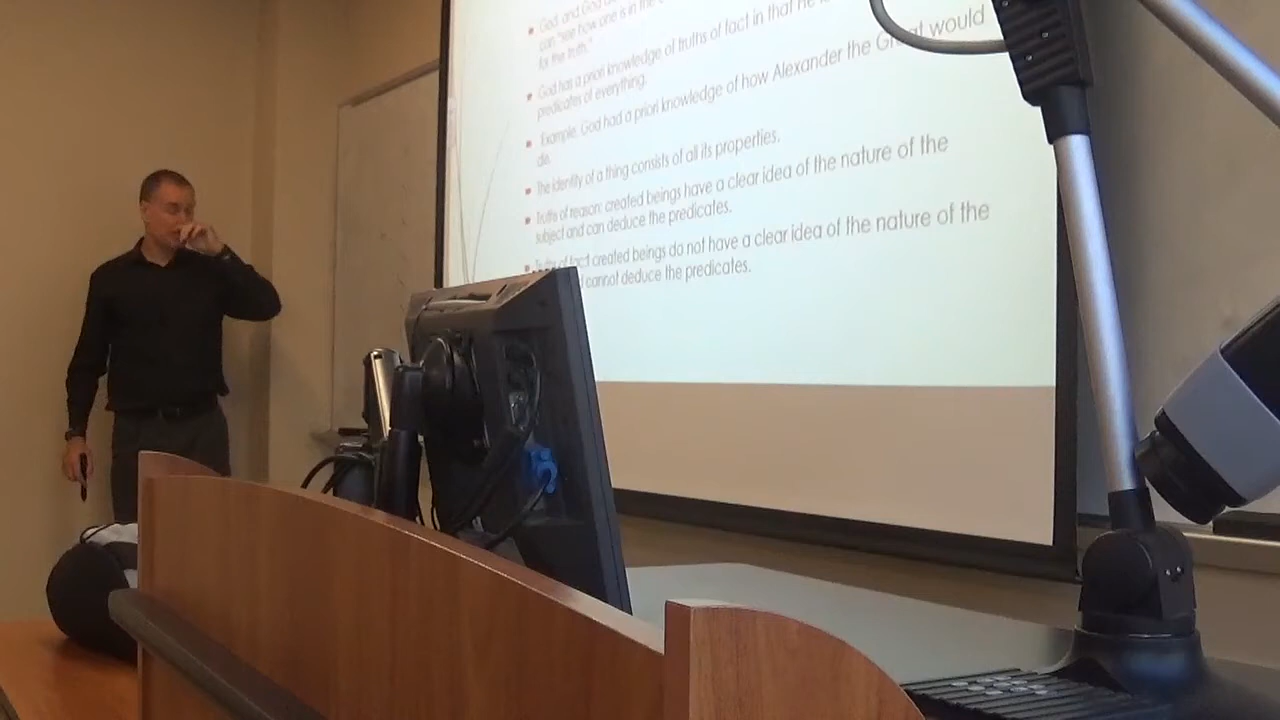 God, and God
can "see how one is in the
for the truth."
God has a priori knowledge of truths of fact in that he
predicates of everything.
Example, God had a priori knowledge of how Alexander the Great would
die.
The identity of a thing consists of all its properties.
Truths of reason: created beings have a clear idea of the nature of the
subject and can deduce the predicates.
Truths of fact created beings do not have a clear idea of the nature of the
cannot deduce the predicates.